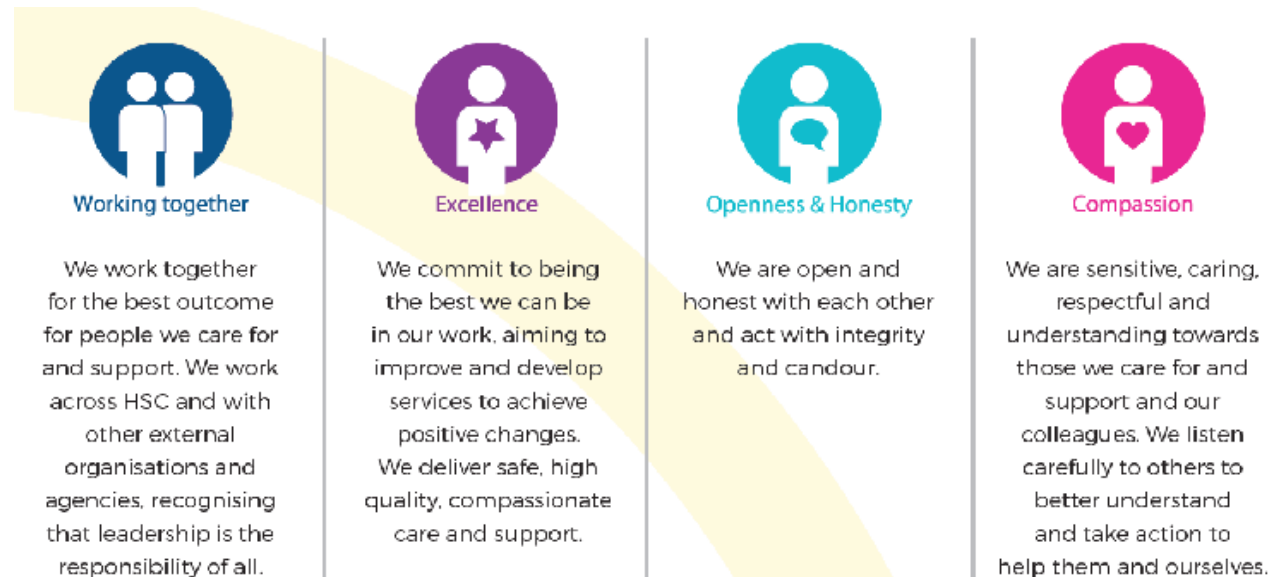 Working together
We work together
for the best outcome
for people we care for
and support. We work
across HSC and with
other external
organisations and
agencies, recognising
that leadership is the
responsibility of all.
Excellence
We commit to being
the best we can be
in our work, aiming to
improve and develop
services to achieve
positive changes.
We deliver safe, high
quality, compassionate
care and support.
Openness & Honesty
We are open and
honest with each other
and act with integrity
and candour.
Compassion
We are sensitive, caring,
respectful and
understanding towards
those we care for and
support and our
colleagues. We listen
carefully to others to
better understand
and take action to
help them and ourselves.